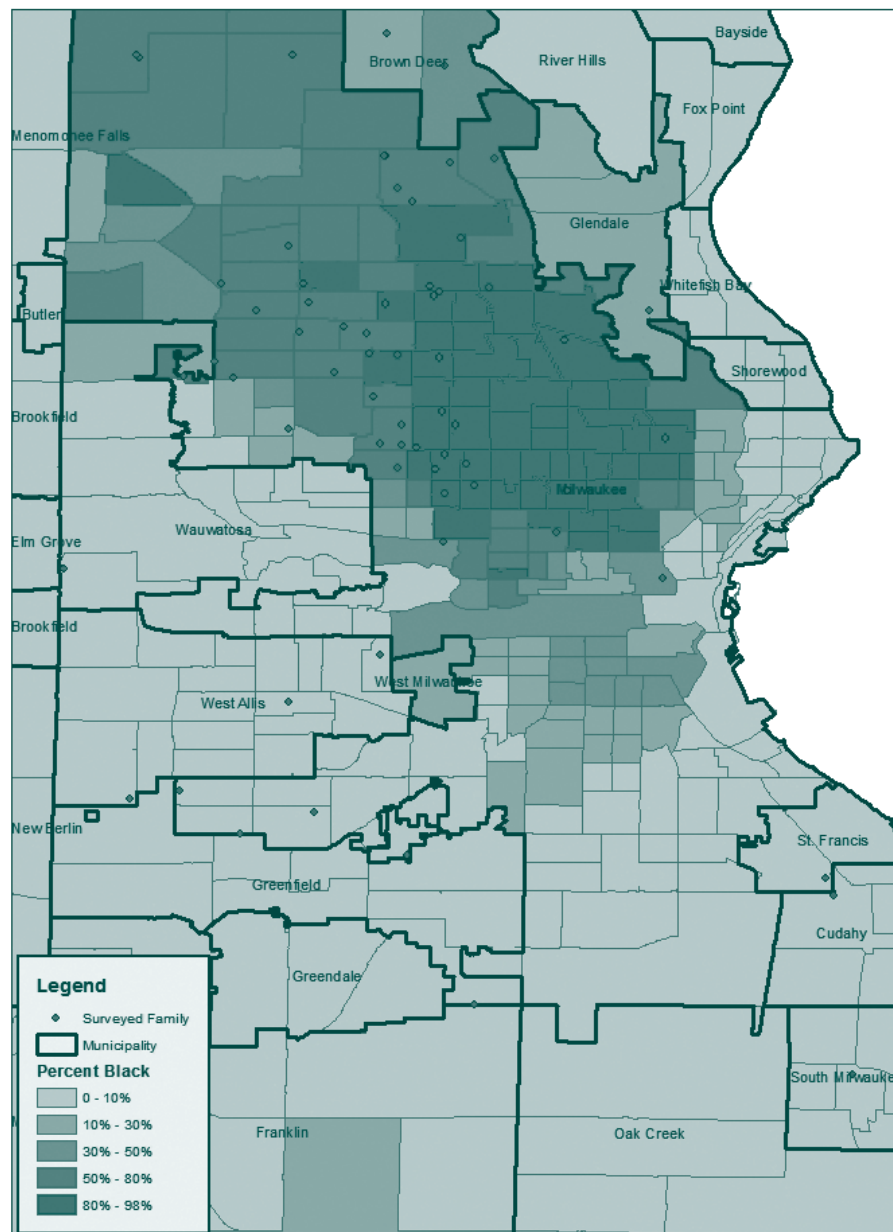 Bayside
Brown Deer
River Hills
Fox Point
Menomonee Falls
Glendale
Whitefish Bay
Butler
Shorewood
Brookfield
Milwaukee
Wauwatosa
Elm Grove
Brookfield
West Milwaukee
West Allis
New Berlin
St. Francis
Greenfield
Cudahy
Greendale
Legend
Surveyed Family
Municipality
Percent Black
0 - 10%
10% - 30%
30% - 50%
50% - 80%
80% - 98%
South Milwaukee
Franklin
Oak Creek